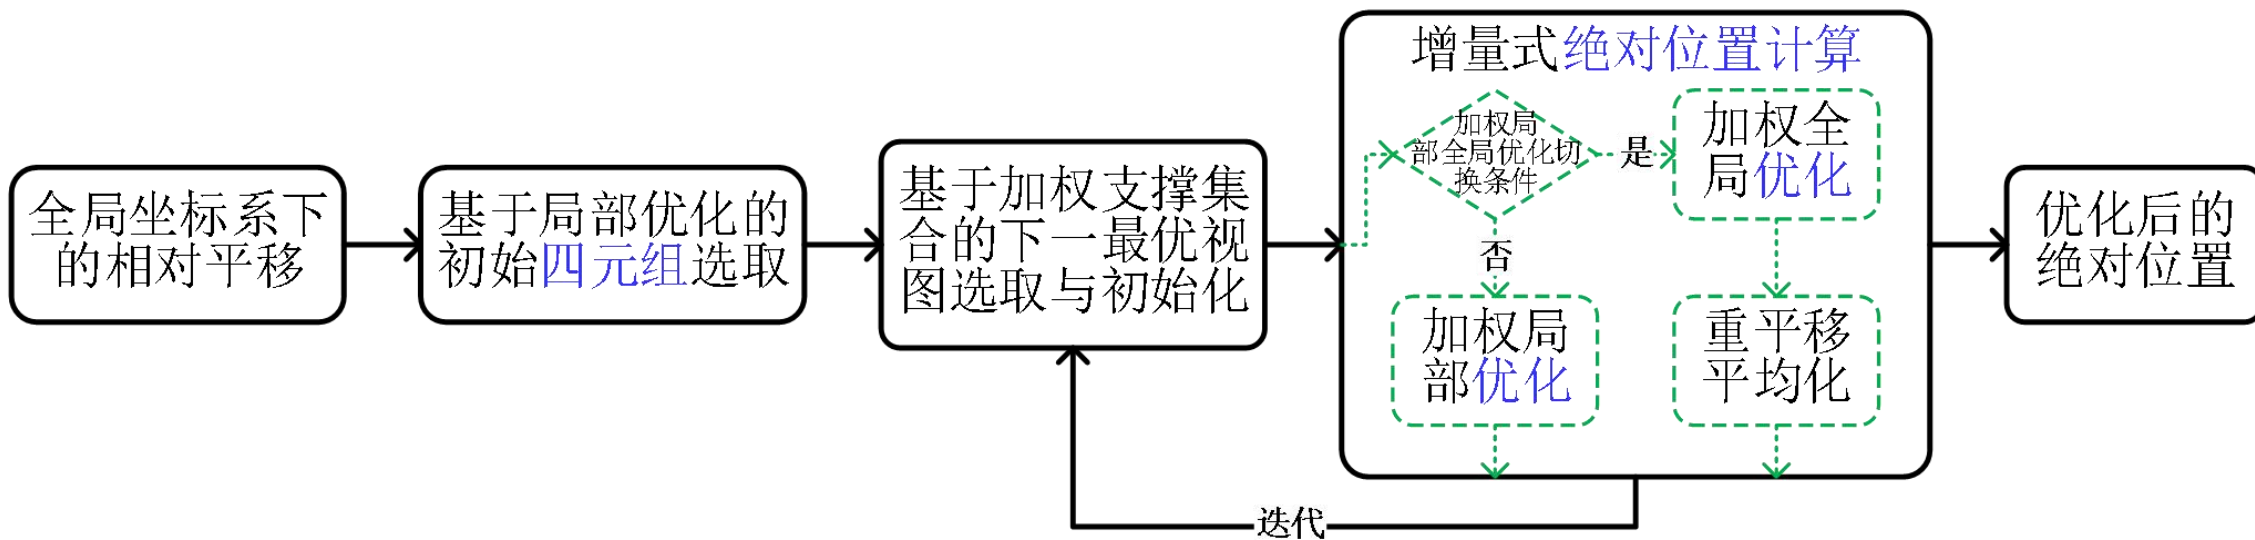 全局坐标系下
的相对平移
基于局部优化的
初始四元组选取
基于加权支撑集
合的下一最优视
图选取与初始化
增量式绝对位置计算
加权局
部全局优化切
换条件
是
加权全
局优化
否
加权局
部优化
重平移
平均化
优化后的
绝对位置
迭代